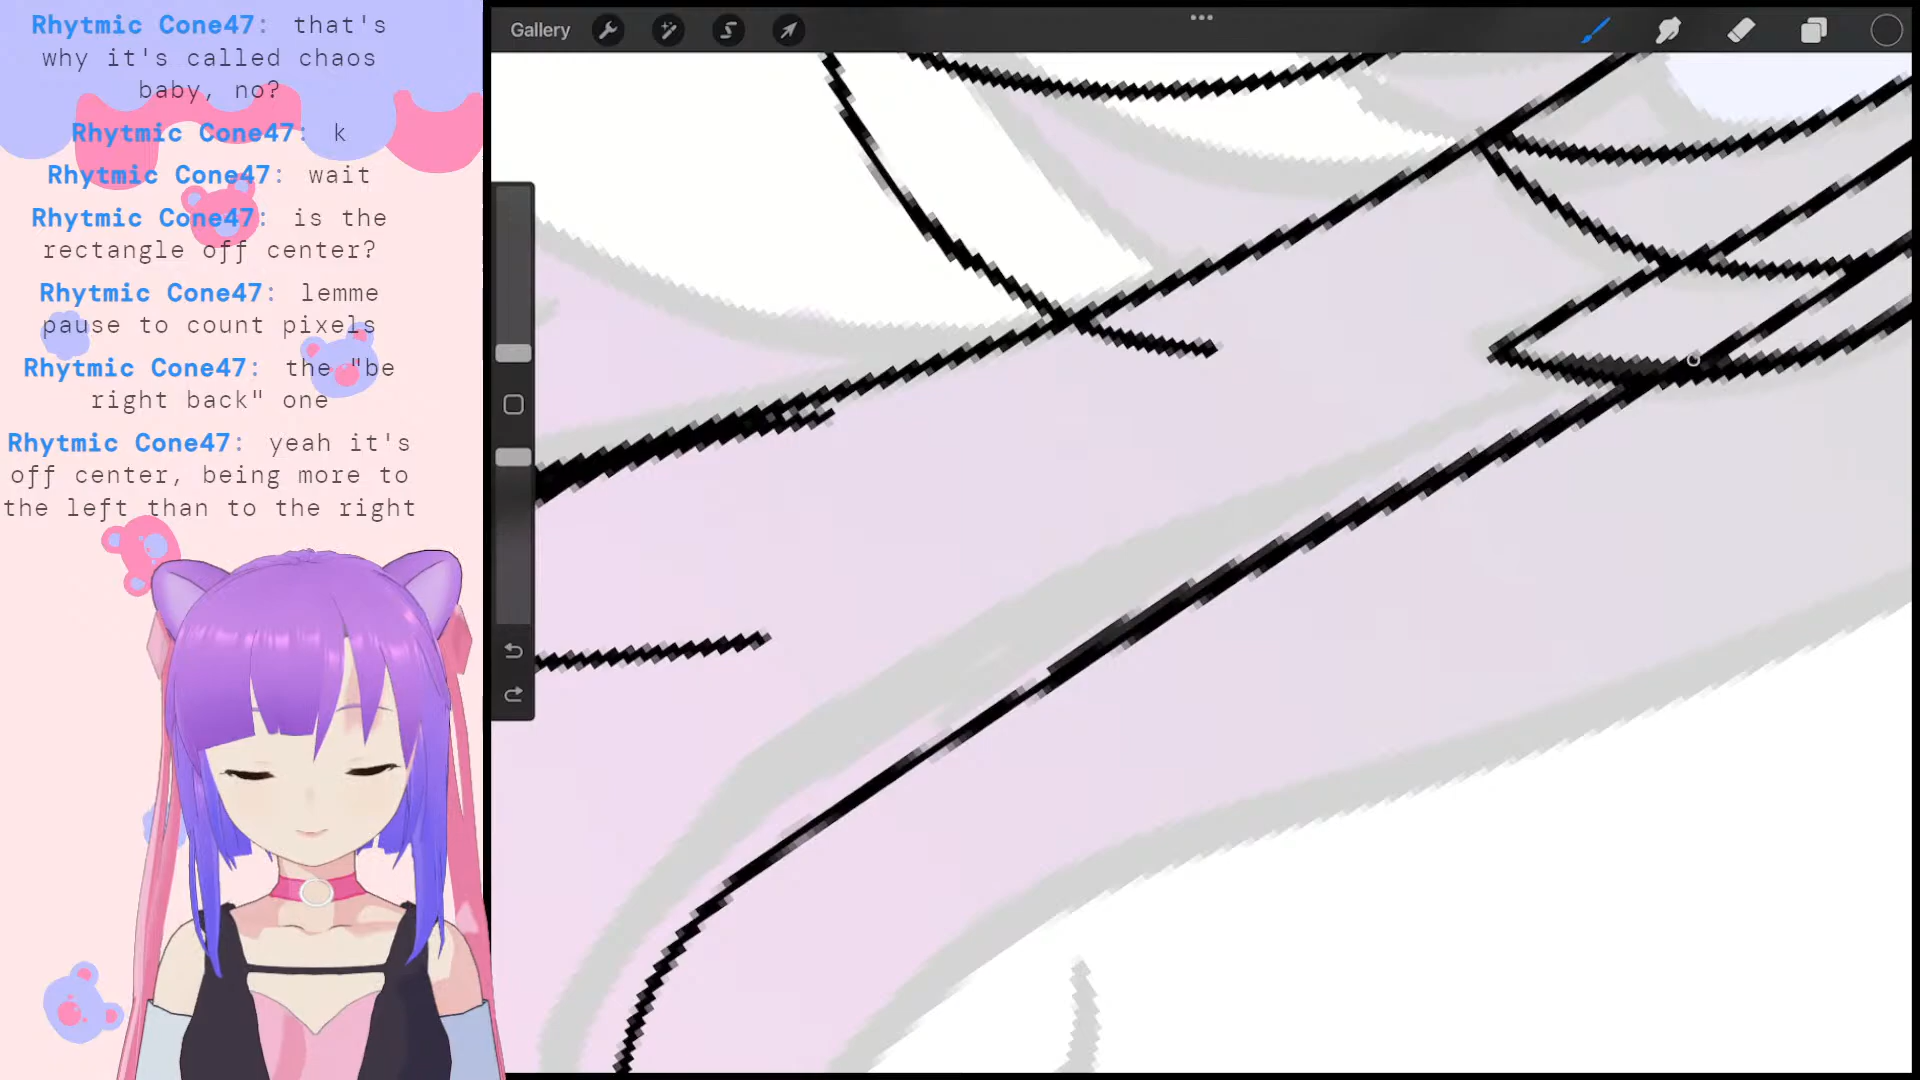 Rhytmic Cone47: that's
why it's called chaos
baby, no?
Rhytmic Cone47: k
Rhytmic Cone47: wait
Rhytmic Cone47: is the
rectangle off center?
Rhytmic Cone47: lemme
pause to count pixels
Rhytmic Cone47: the "be
right back" one
Rhytmic Cone47: yeah it's
off center, being more to
the left than to the right
Gallery